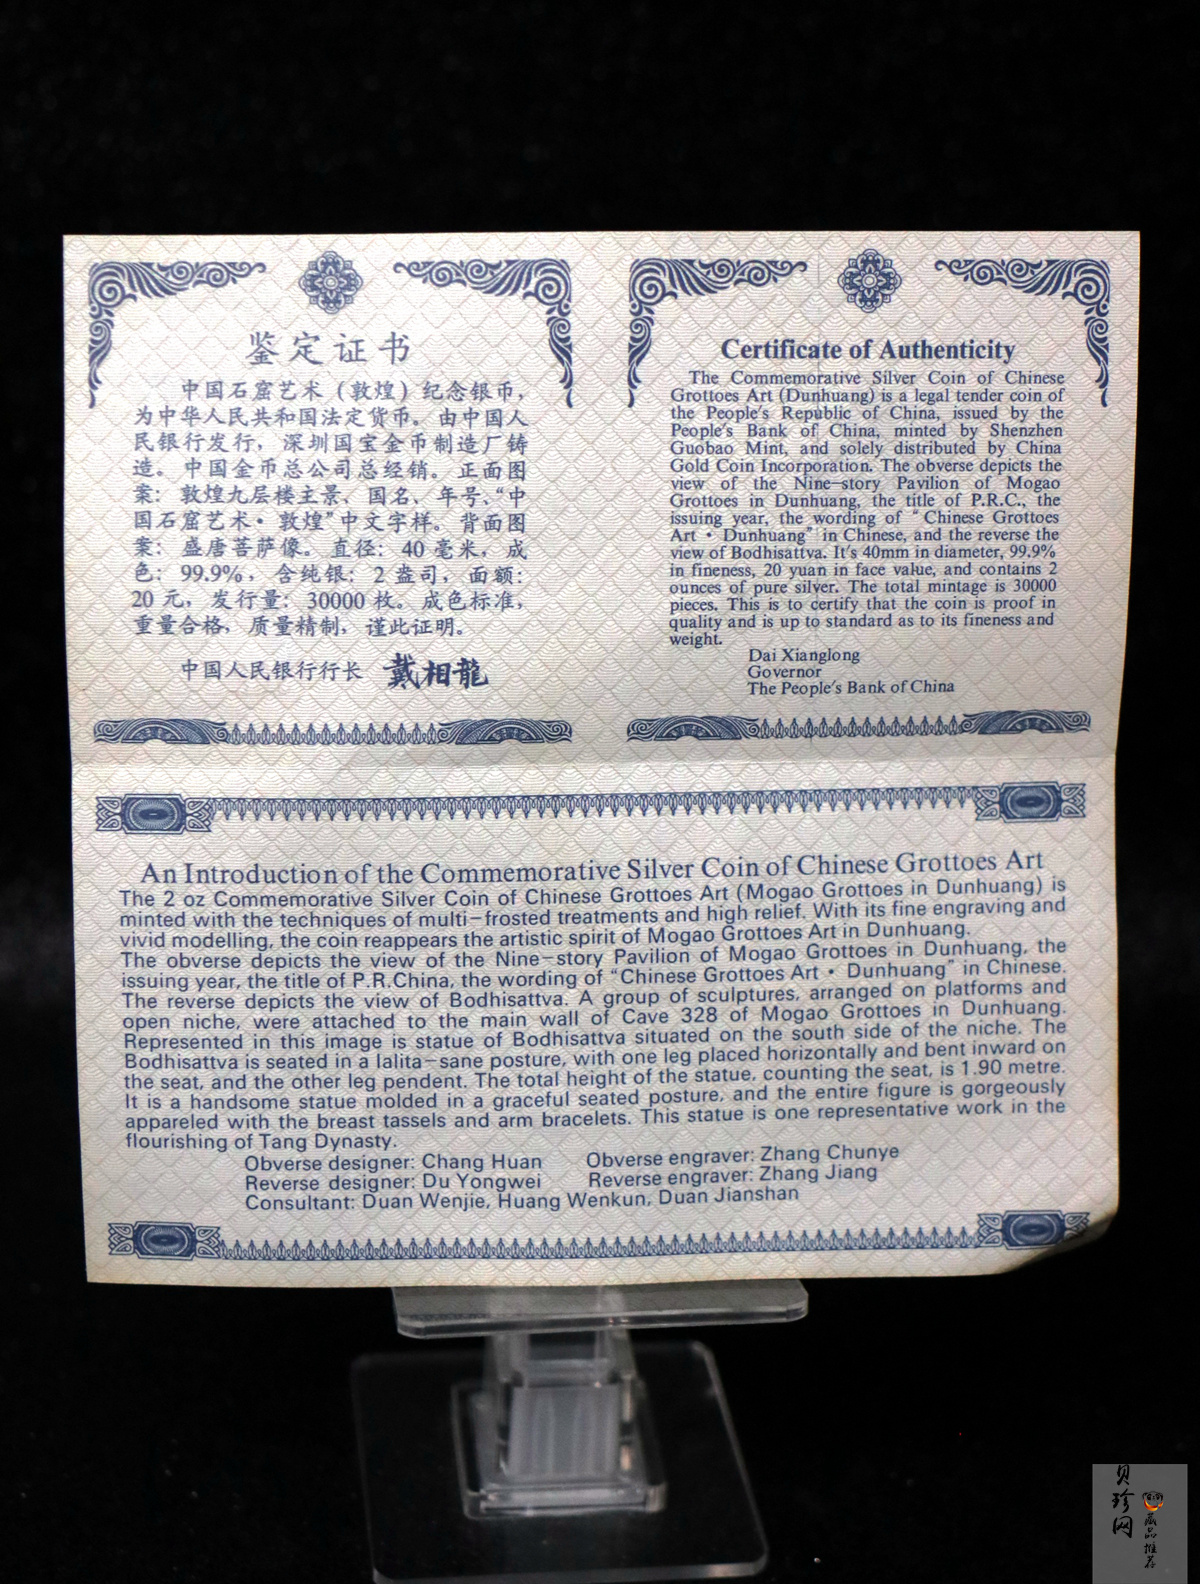 鉴定证书
中国石窟艺术（敦煌）纪念银币，
为中华人民共和国法定货币。由中国人
民银行发行，深圳国宝金币制造厂铸
造。中国金币总公司总经销。正面图
案：敦煌九层楼主景、国名、年号、“中
国石窟艺术·敦煌”中文字样。背面图
案：盛唐菩萨像。直径：40毫米，成
色：99.9%，含纯银：2盎司，面额：
20元，发行量：30000枚。成色标准，
重量合格，质量精制，谨此证明。
中国人民银行行长 戴相龍
Certificate of Authenticity
The Commemorative Silver Coin of Chinese
Grottoes Art (Dunhuang) is a legal tender coin of
the People's Republic of China, issued by the
People's Bank of China, minted by Shenzhen
Guobao Mint, and solely distributed by China
Gold Coin Incorporation. The obverse depicts the
view of the Nine-story Pavilion of Mogao
Grottoes in Dunhuang, the title of P.R.C., the
issuing year, the wording of “Chinese Grottoes
Art · Dunhuang” in Chinese, and the reverse the
view of Bodhisattva. It's 40mm in diameter, 99.9%
in fineness, 20 yuan in face value, and contains 2
ounces of pure silver. The total mintage is 30000
pieces. This is to certify that the coin is proof in
quality and is up to standard as to its fineness and
weight.
Dai Xianglong
Governor
The People's Bank of China
An Introduction of the Commemorative Silver Coin of Chinese Grottoes Art
The 2 oz Commemorative Silver Coin of Chinese Grottoes Art (Mogao Grottoes in Dunhuang) is
minted with the techniques of multi-frosted treatments and high relief. With its fine engraving and
vivid modelling, the coin reappears the artistic spirit of Mogao Grottoes Art in Dunhuang.
The obverse depicts the view of the Nine-story Pavilion of Mogao Grottoes in Dunhuang, the
issuing year, the title of P.R.China, the wording of “Chinese Grottoes Art · Dunhuang” in Chinese.
The reverse depicts the view of Bodhisattva. A group of sculptures, arranged on platforms and
open niche, were attached to the main wall of Cave 328 of Mogao Grottoes in Dunhuang.
Represented in this image is statue of Bodhisattva situated on the south side of the niche. The
Bodhisattva is seated in a lalita-sane posture, with one leg placed horizontally and bent inward on
the seat, and the other leg pendent. The total height of the statue, counting the seat, is 1.90 metre.
It is a handsome statue molded in a graceful seated posture, and the entire figure is gorgeously
appareled with the breast tassels and arm bracelets. This statue is one representative work in the
flourishing of Tang Dynasty.
Obverse designer: Chang Huan Obverse engraver: Zhang Chunye
Reverse designer: Du Yongwei Reverse engraver: Zhang Jiang
Consultant: Duan Wenjie, Huang Wenkun, Duan Jianshan
贝珍网
藏品推荐